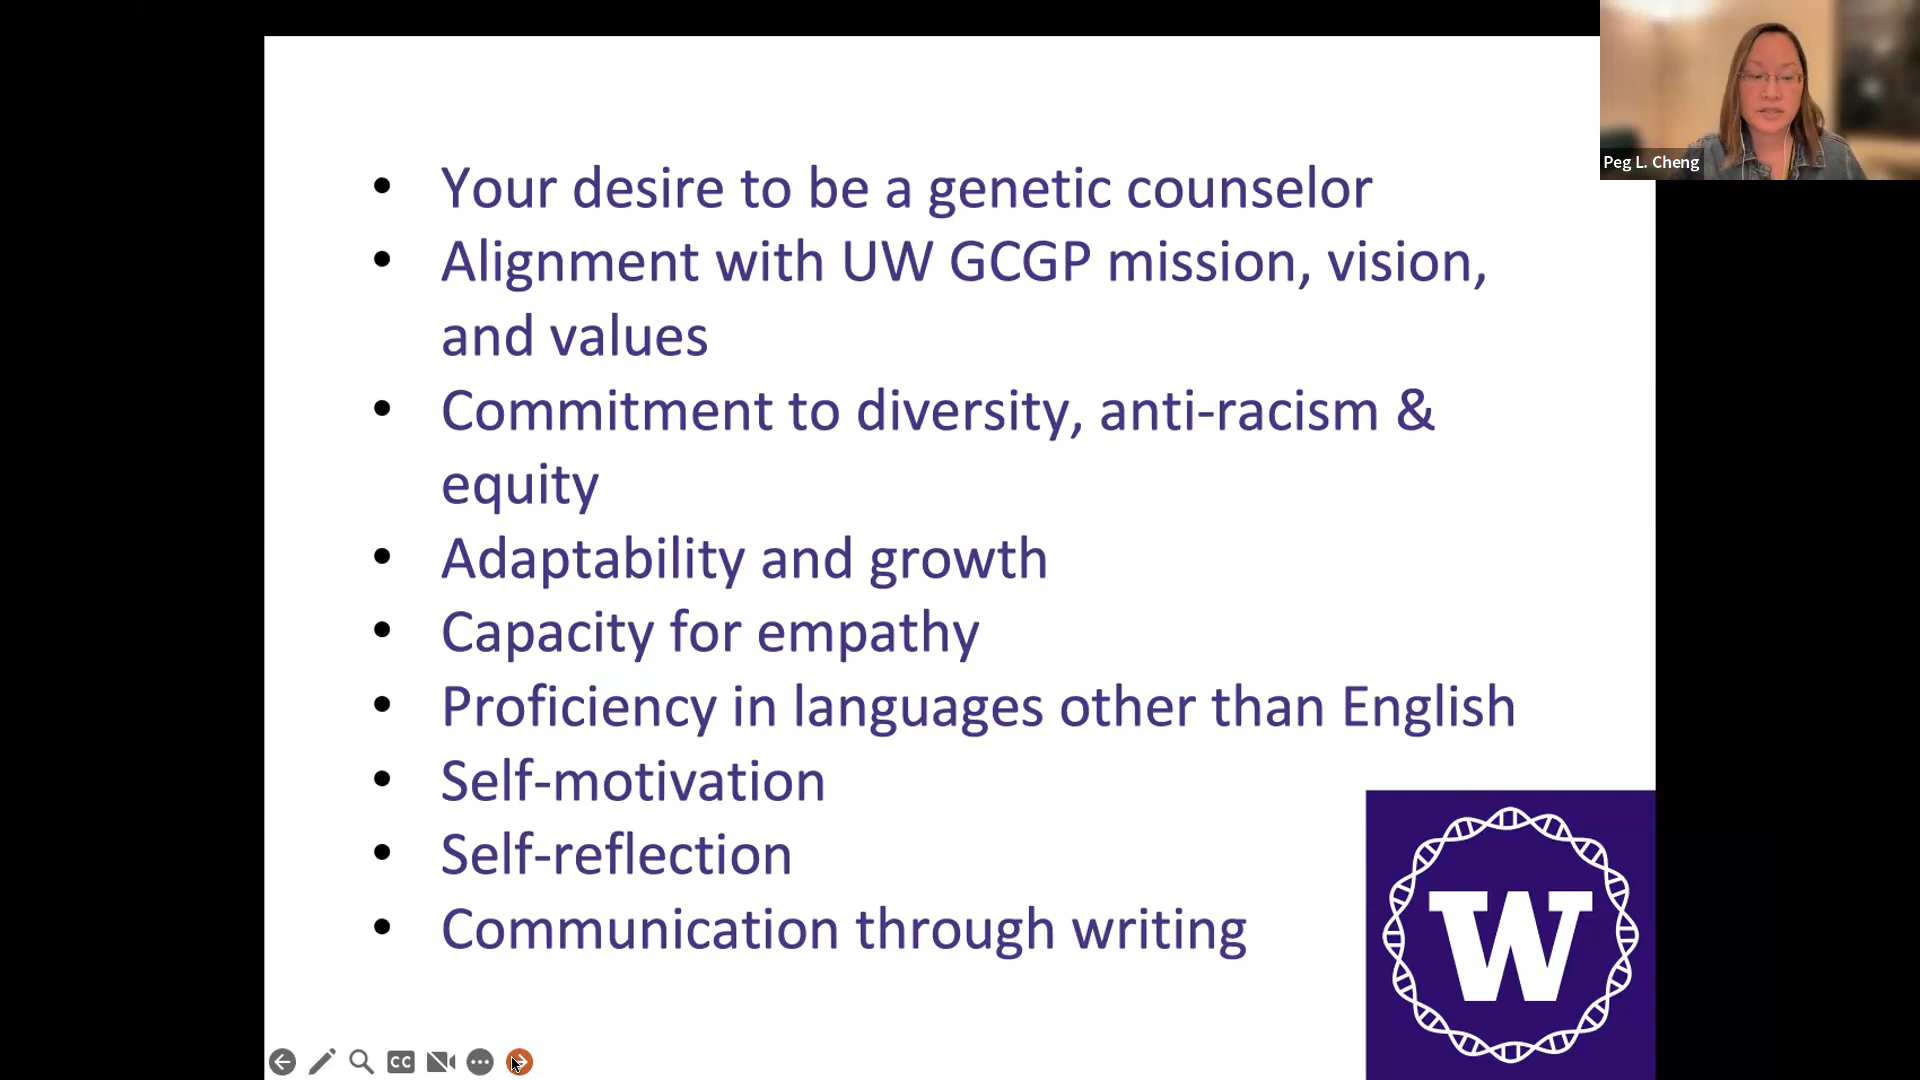 Peg L. Cheng
• Your desire to be a genetic counselor
• Alignment with UW GCGP mission, vision,
and values
• Commitment to diversity, anti-racism &
equity
• Adaptability and growth
• Capacity for empathy
• Proficiency in languages other than English
• Self-motivation
• Self-reflection
• Communication through writing
W
CC